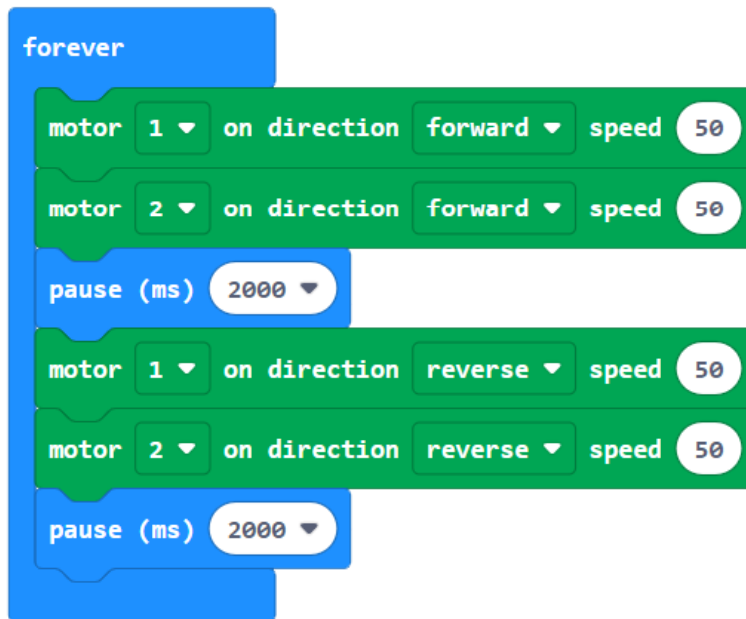 forever
motor 1 on direction forward speed 50
motor 2 on direction forward speed 50
pause (ms) 2000
motor 1 on direction reverse speed 50
motor 2 on direction reverse speed 50
pause (ms) 2000